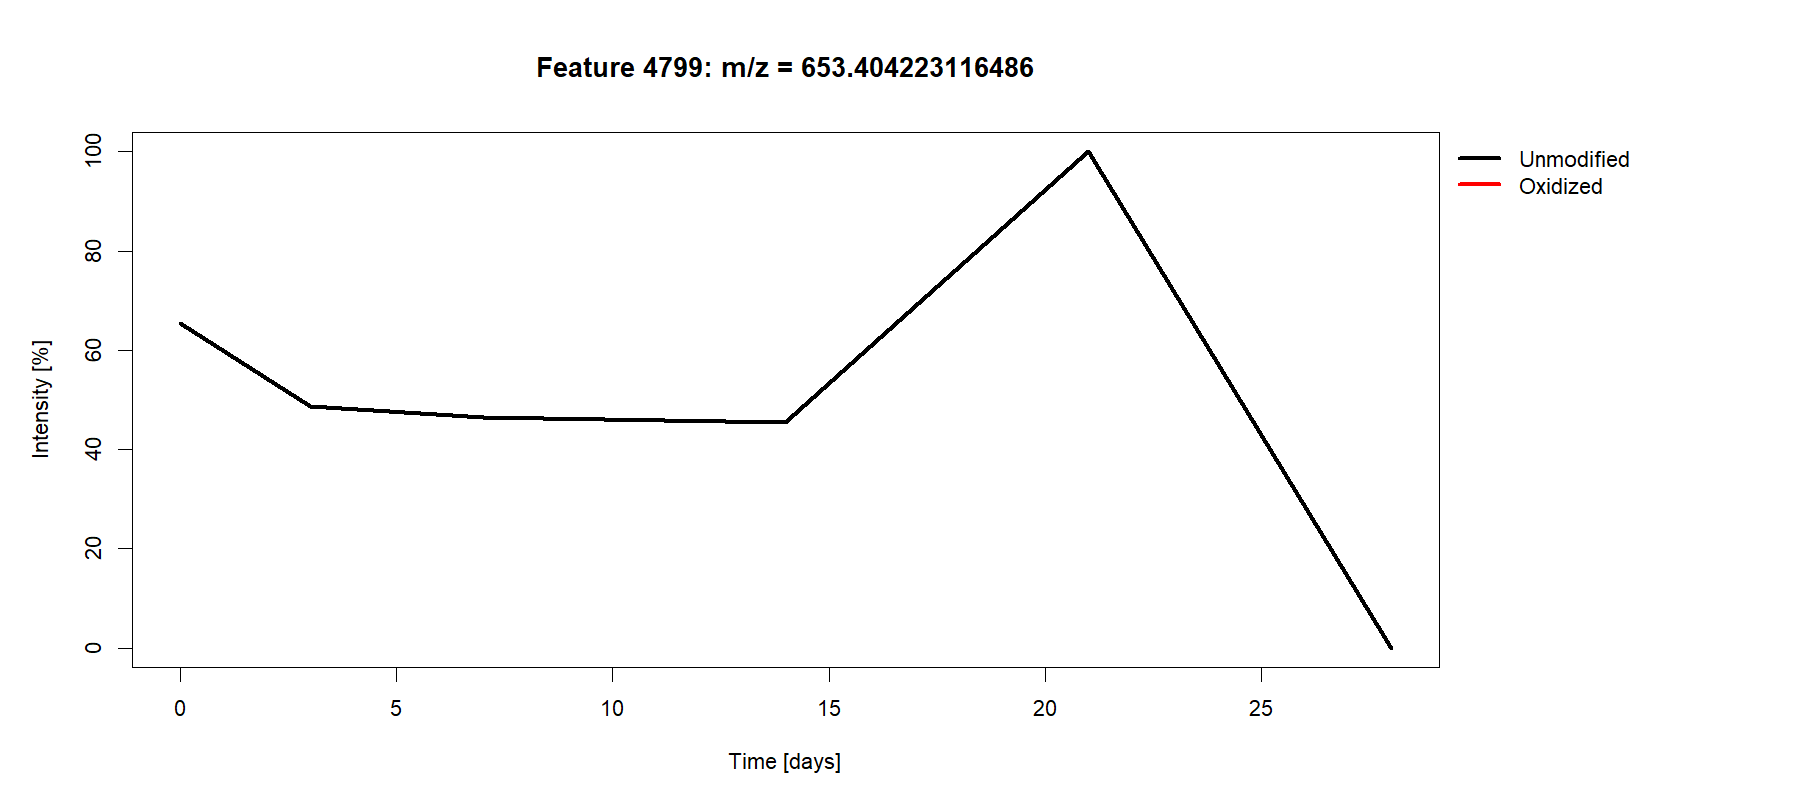 Feature 4799: m/z = 653.404223116486
100
80
60
40
20
0
Intensity [%]
0 5 10 15 20 25
Time [days]
Unmodified
Oxidized